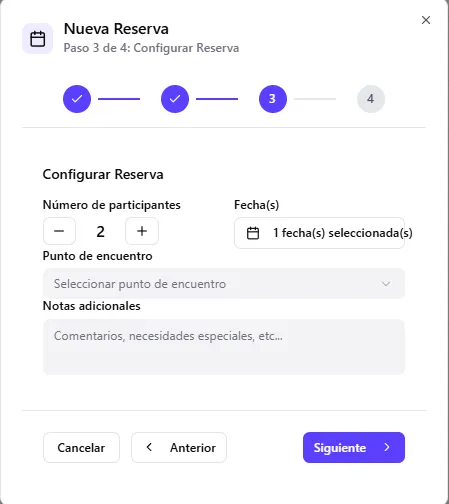 Nueva Reserva
Paso 3 de 4: Configurar Reserva
3
4
Configurar Reserva
Número de participantes
Fecha(s)
2
1 fecha(s) seleccionada(s)
Punto de encuentro
Seleccionar punto de encuentro
Notas adicionales
Comentarios, necesidades especiales, etc...
Cancelar
Anterior
Siguiente